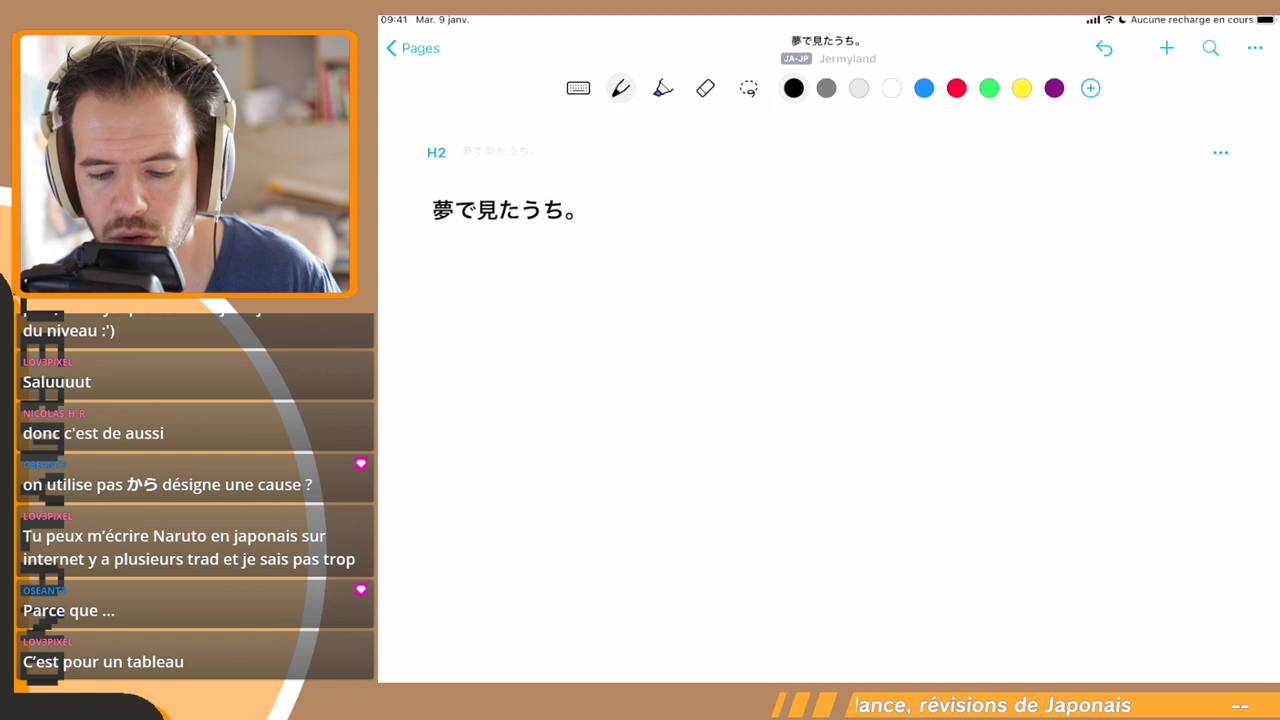 09:41 Mar. 9 janv.
Aucune recharge en cours
Pages
夢で見たうち。
JA-JP Jermyland
H2 夢で見たうち。
夢で見たうち。
du niveau :')
LOV3PIXEL
Saluuuut
NICOLAS H R
donc c'est de aussi
on utilise pas から désigne une cause ?
LOV3PIXEL
Tu peux m’écrire Naruto en japonais sur
internet y a plusieurs trad et je sais pas trop
Parce que ...
LOV3PIXEL
C’est pour un tableau
lance, révisions de Japonais --